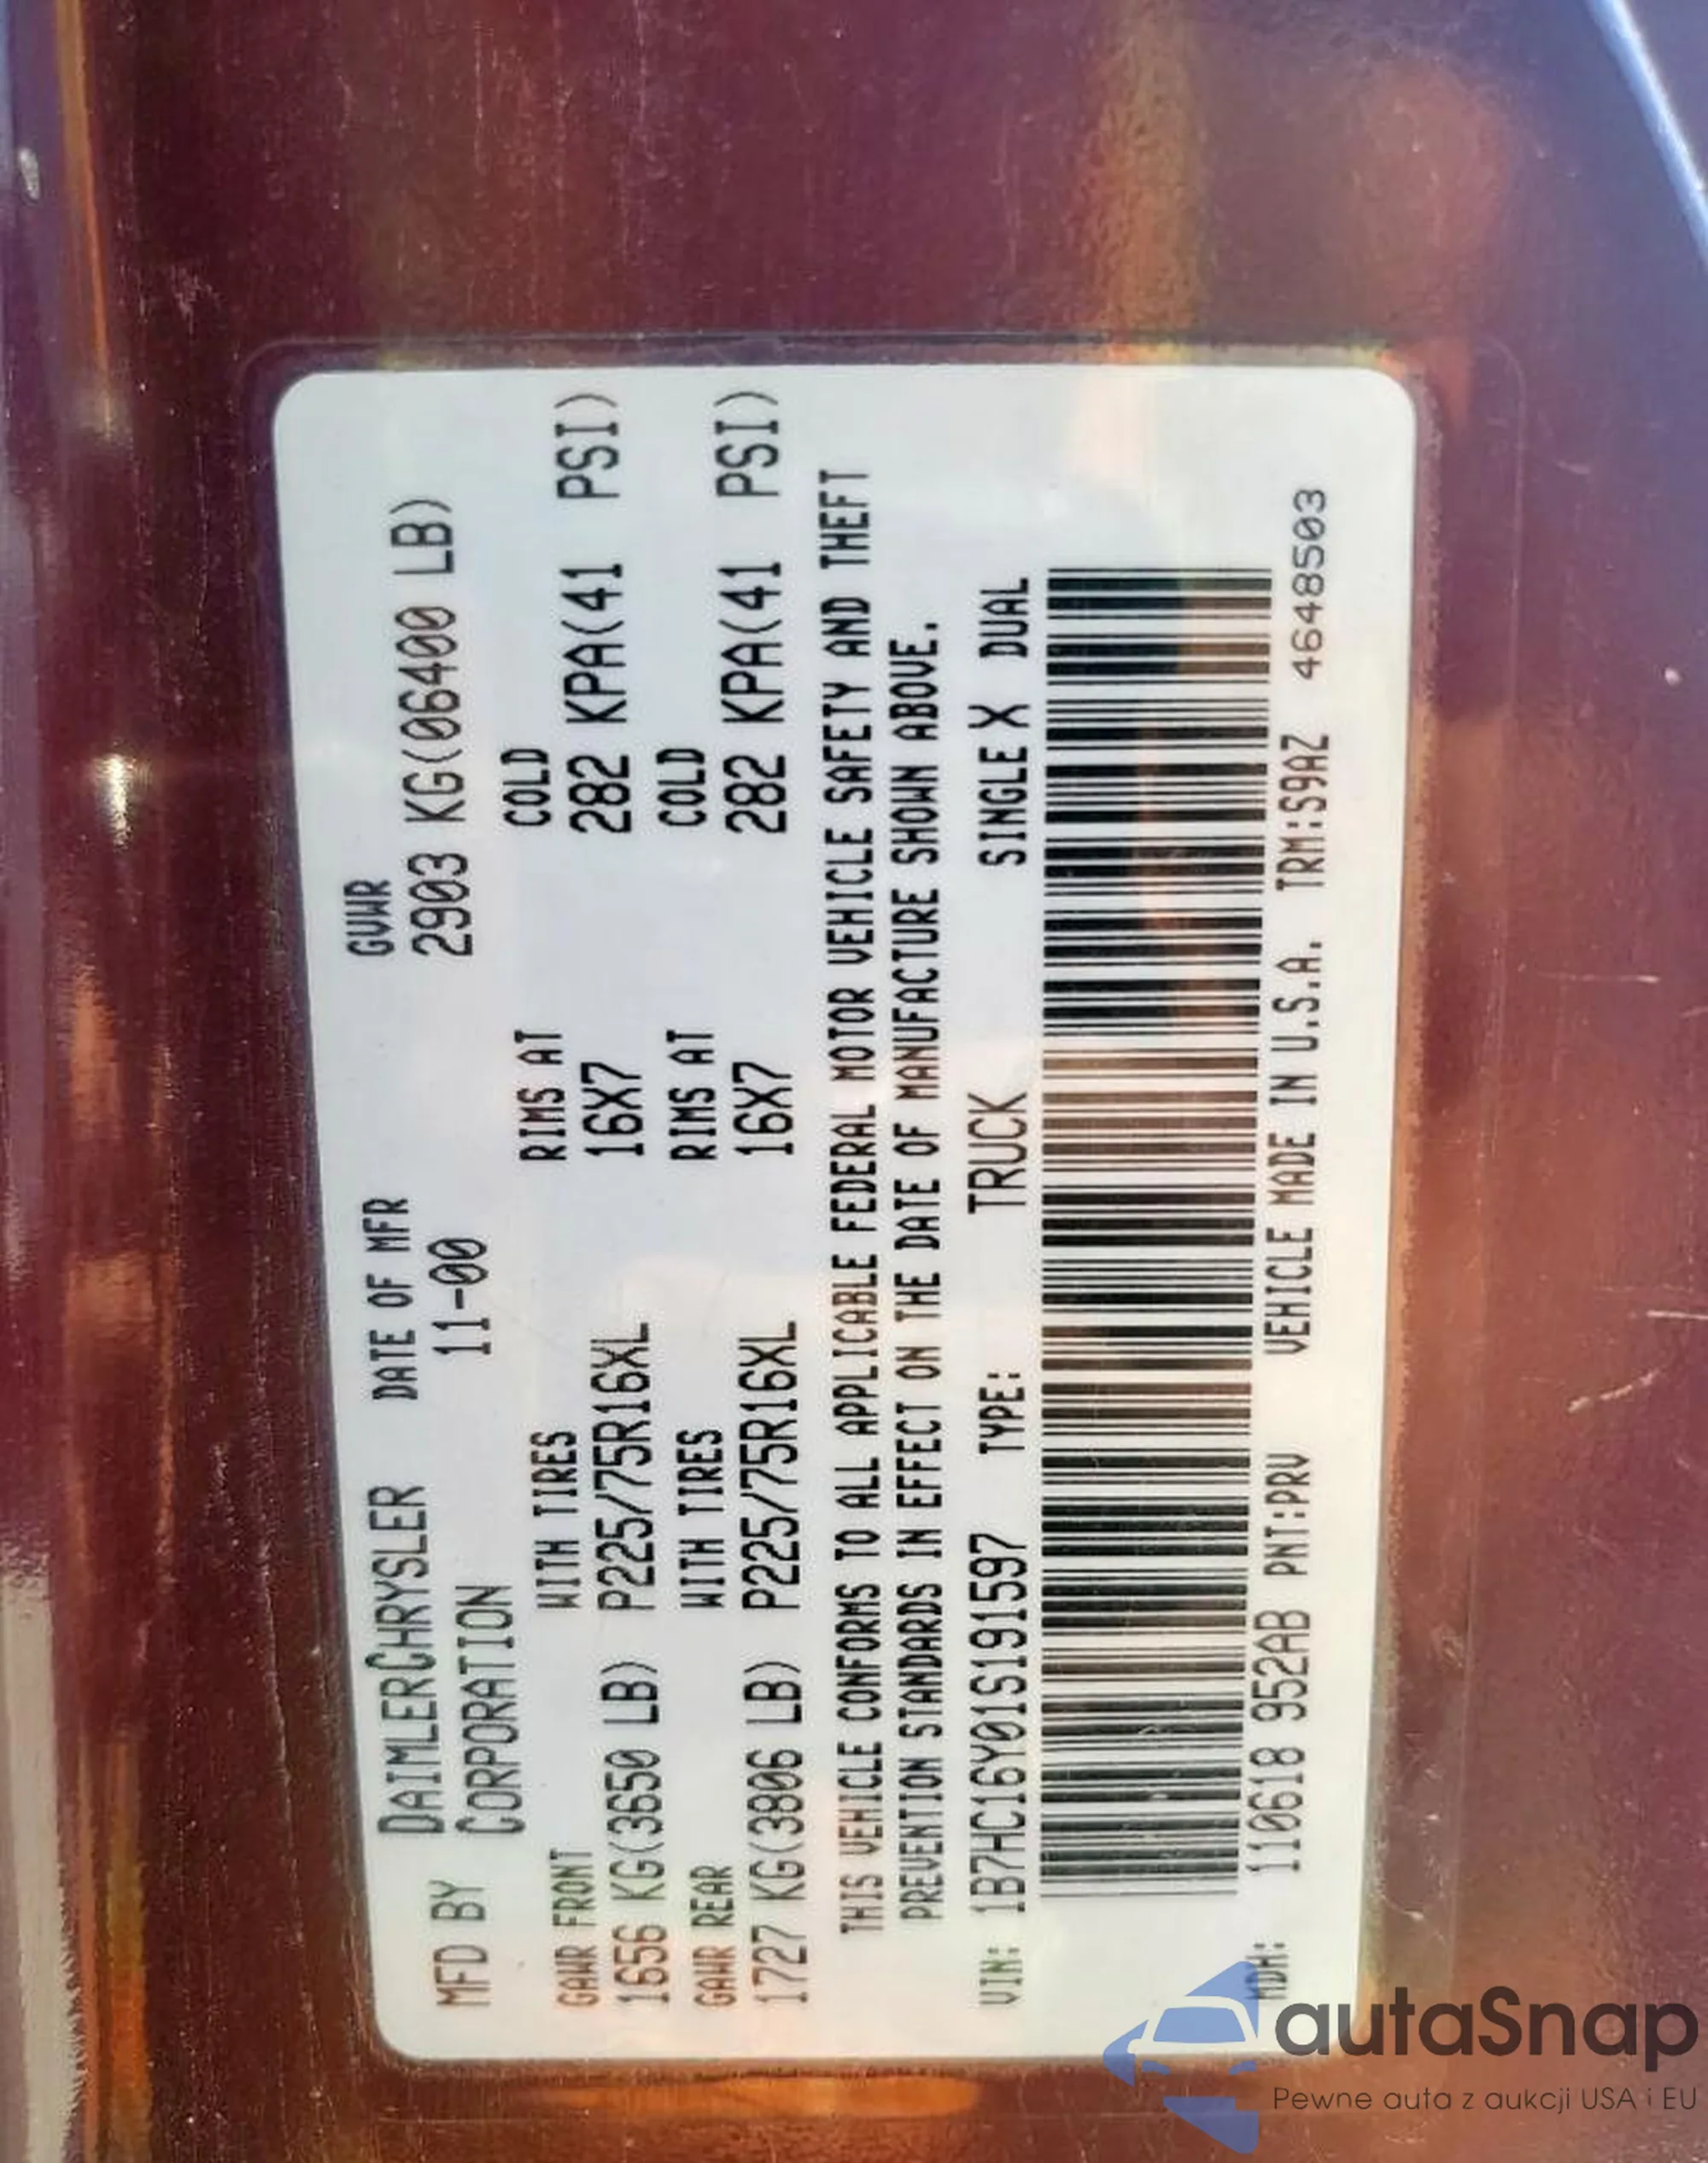 MFD BY DAIMLERCHRYSLER CORPORATION DATE OF MFR 11-00 GVWR 2903 KG(06400 LB)
GAWR FRONT WITH TIRES RIMS AT COLD
1656 KG(3650 LB) P225/75R16XL 16X7 282 KPA(41 PSI)
GAWR REAR WITH TIRES RIMS AT COLD
1727 KG(3806 LB) P225/75R16XL 16X7 282 KPA(41 PSI)
THIS VEHICLE CONFORMS TO ALL APPLICABLE FEDERAL MOTOR VEHICLE SAFETY AND THEFT
PREVENTION STANDARDS IN EFFECT ON THE DATE OF MANUFACTURE SHOWN ABOVE.
VIN: 1B7HC16Y01S191597 TYPE: TRUCK SINGLE X DUAL
MDH: 110618 952AB PNT:PRV VEHICLE MADE IN U.S.A. TRM:S9AZ 4648503
autaSnap
Pewne auta z aukcji USA i EU